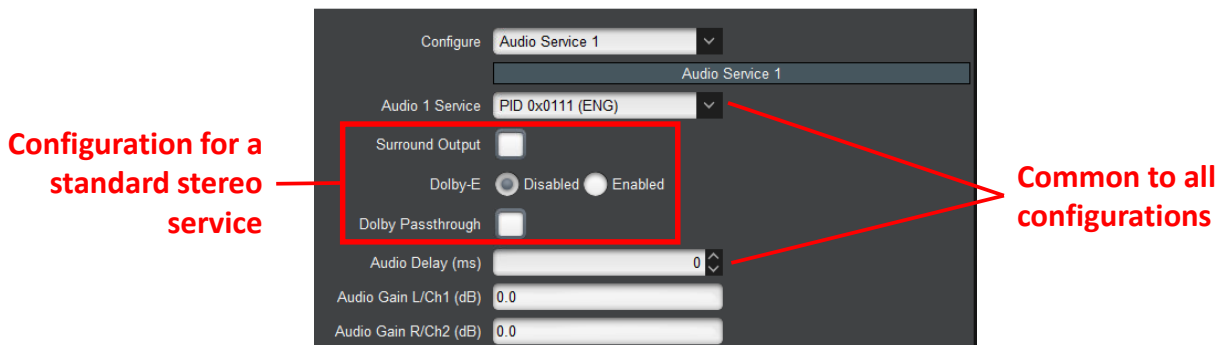 Configure Audio Service 1
Audio Service 1
Audio 1 Service PID 0x0111 (ENG)
Surround Output
Dolby-E Disabled Enabled
Dolby Passthrough
Audio Delay (ms) 0
Audio Gain L/Ch1 (dB) 0.0
Audio Gain R/Ch2 (dB) 0.0
Configuration for a
standard stereo
service
Common to all
configurations